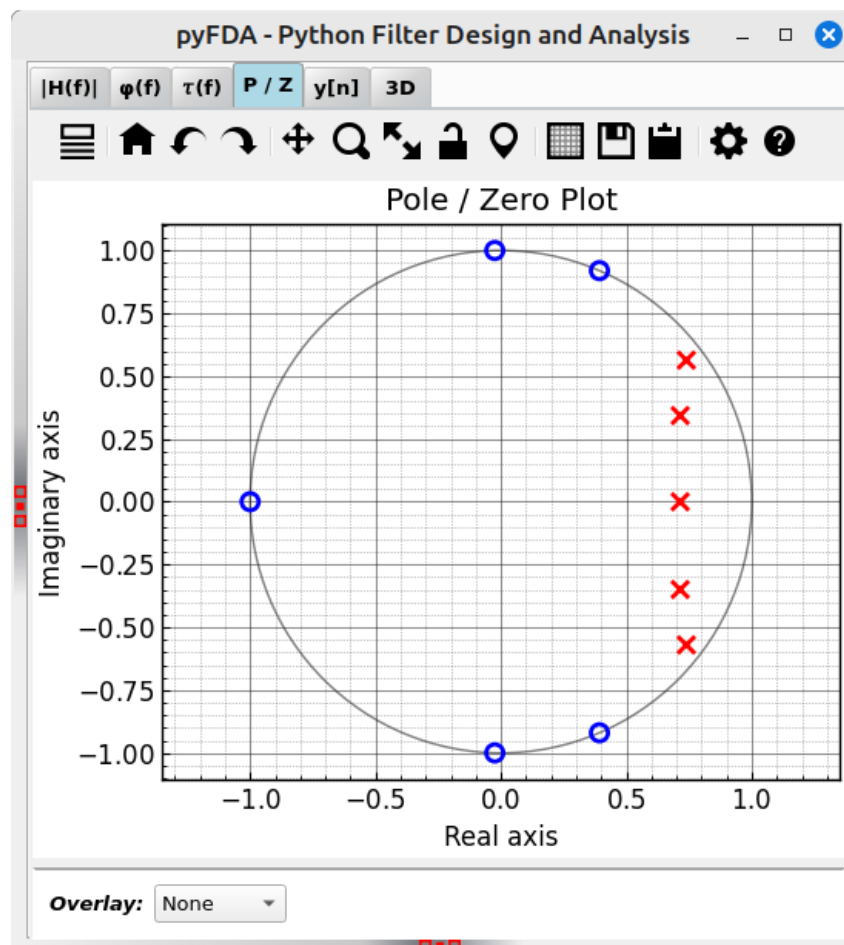 pyFDA - Python Filter Design and Analysis
|H(f)| φ(f) τ(f) P / Z y[n] 3D
Pole / Zero Plot
1.00
0.75
0.50
0.25
0.00
−0.25
−0.50
−0.75
−1.00
Imaginary axis
−1.0 −0.5 0.0 0.5 1.0
Real axis
Overlay: None